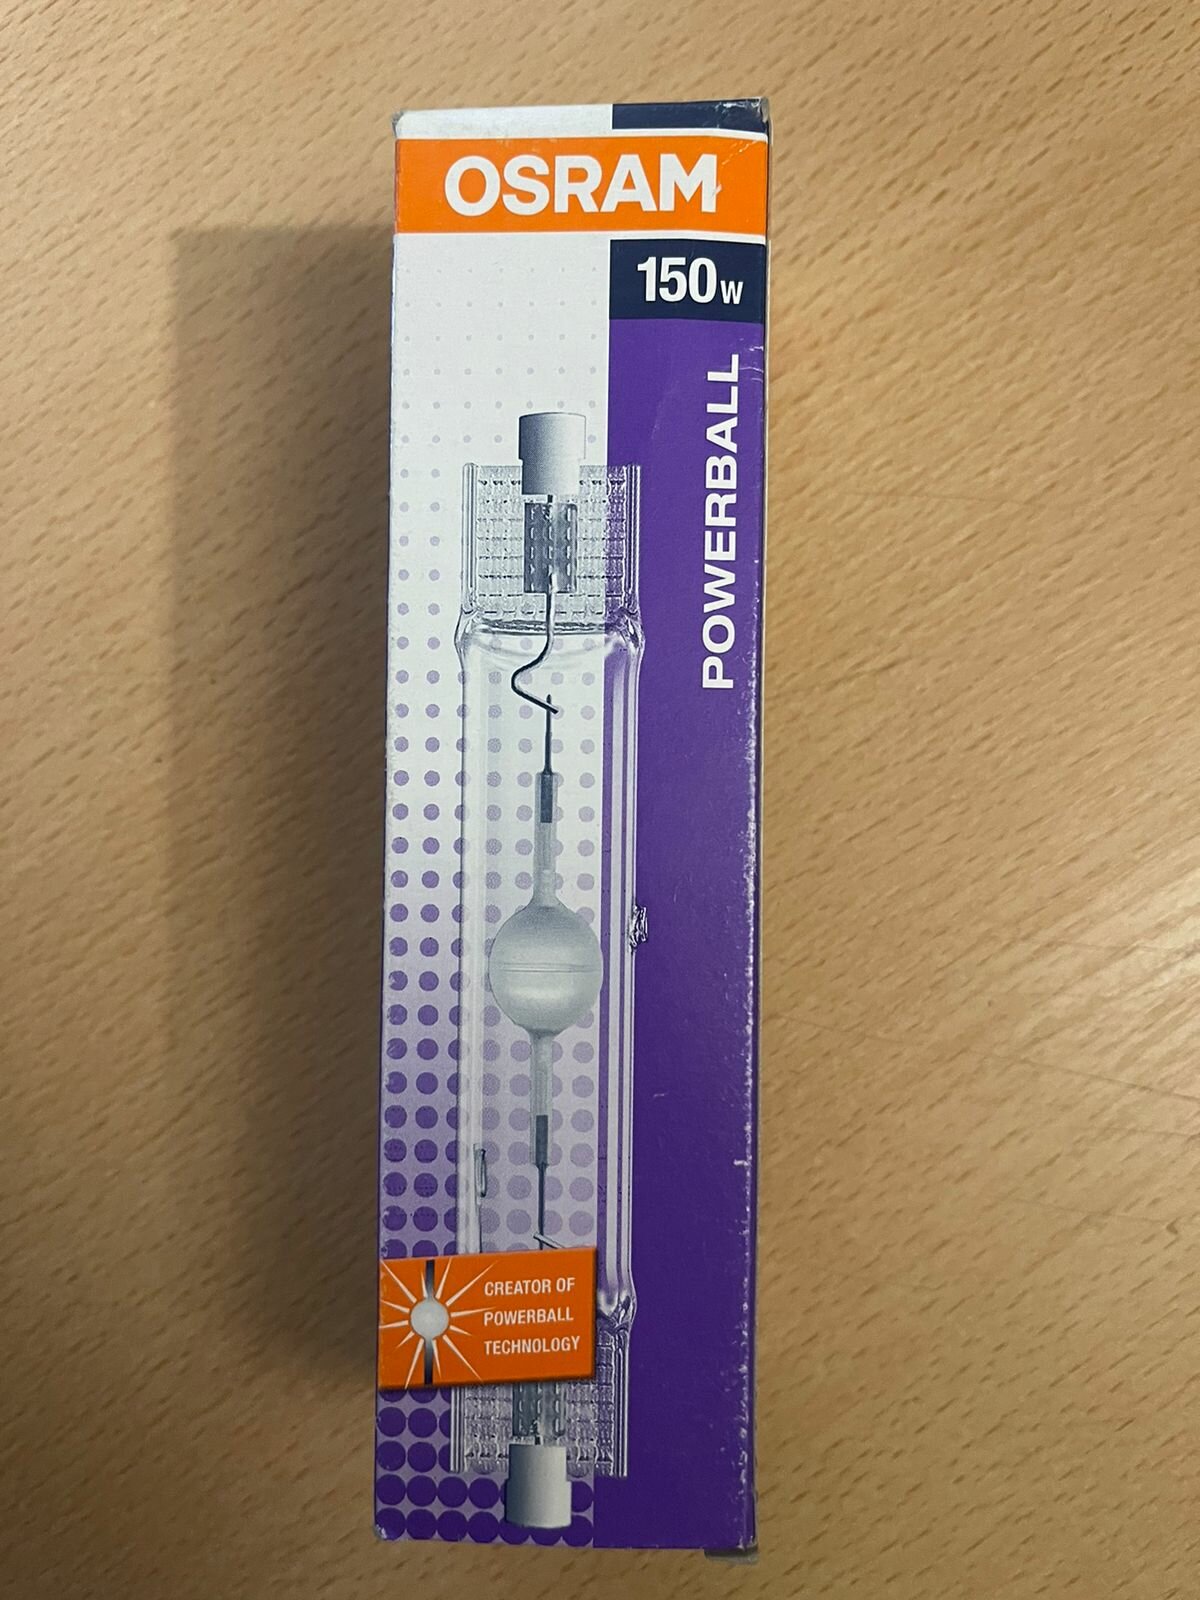 OSRAM
150W
POWERBALL
CREATOR OF
POWERBALL
TECHNOLOGY